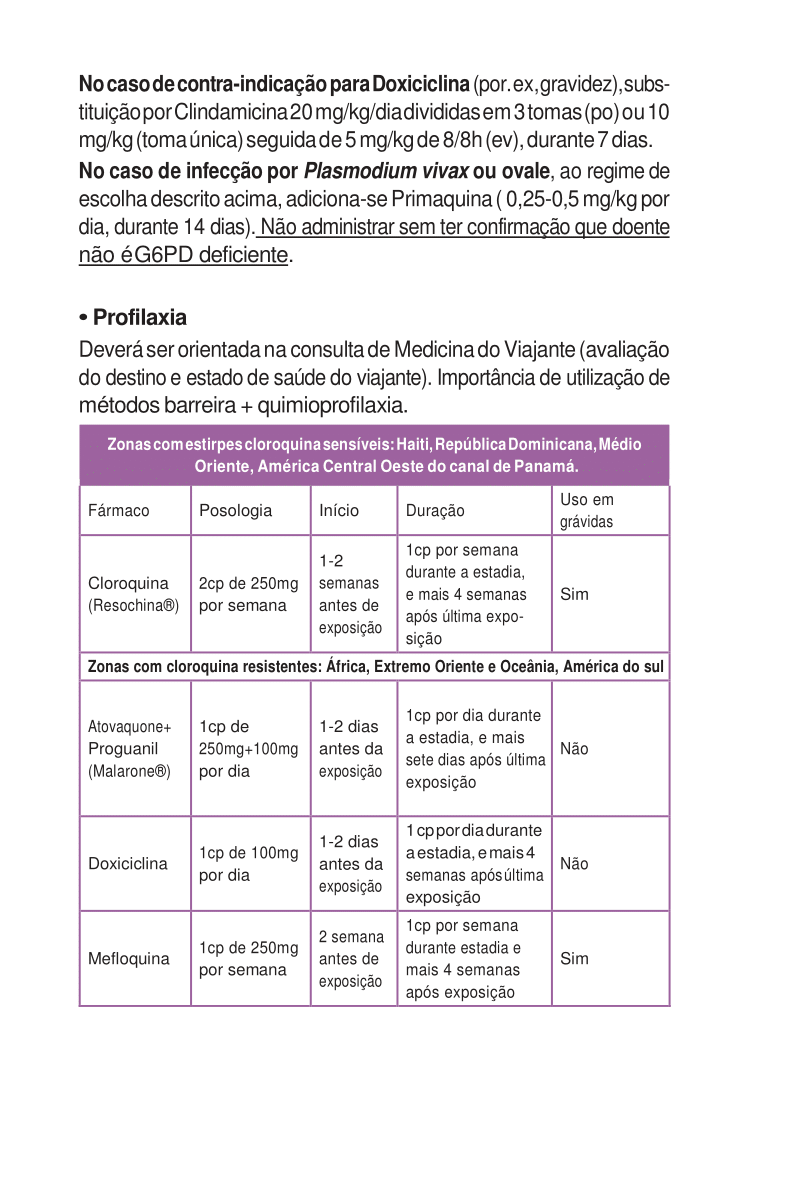 No caso de contra-indicação para Doxiciclina (por. ex, gravidez), subs-
tituição por Clindamicina 20 mg/kg/dia divididas em 3 tomas (po) ou 10
mg/kg (toma única) seguida de 5 mg/kg de 8/8h (ev), durante 7 dias.
No caso de infecção por Plasmodium vivax ou ovale, ao regime de
escolha descrito acima, adiciona-se Primaquina ( 0,25-0,5 mg/kg por
dia, durante 14 dias). Não administrar sem ter confirmação que doente
não é G6PD deficiente.
• Profilaxia
Deverá ser orientada na consulta de Medicina do Viajante (avaliação
do destino e estado de saúde do viajante). Importância de utilização de
métodos barreira + quimioprofilaxia.
Zonas com estirpes cloroquina sensíveis: Haiti, República Dominicana, Médio
Oriente, América Central Oeste do canal de Panamá.
Fármaco
Posologia
Início
Duração
Uso em
grávidas
Cloroquina
(Resochina®)
2cp de 250mg
por semana
1-2
semanas
antes de
exposição
1cp por semana
durante a estadia,
e mais 4 semanas
após última expo-
sição
Sim
Zonas com cloroquina resistentes: África, Extremo Oriente e Oceânia, América do sul
Atovaquone+
Proguanil
(Malarone®)
1cp de
250mg+100mg
por dia
1-2 dias
antes da
exposição
1cp por dia durante
a estadia, e mais
sete dias após última
exposição
Não
Doxiciclina
1cp de 100mg
por dia
1-2 dias
antes da
exposição
1 cp por dia durante
a estadia, e mais 4
semanas após última
exposição
Não
Mefloquina
1cp de 250mg
por semana
2 semana
antes de
exposição
1cp por semana
durante estadia e
mais 4 semanas
após exposição
Sim